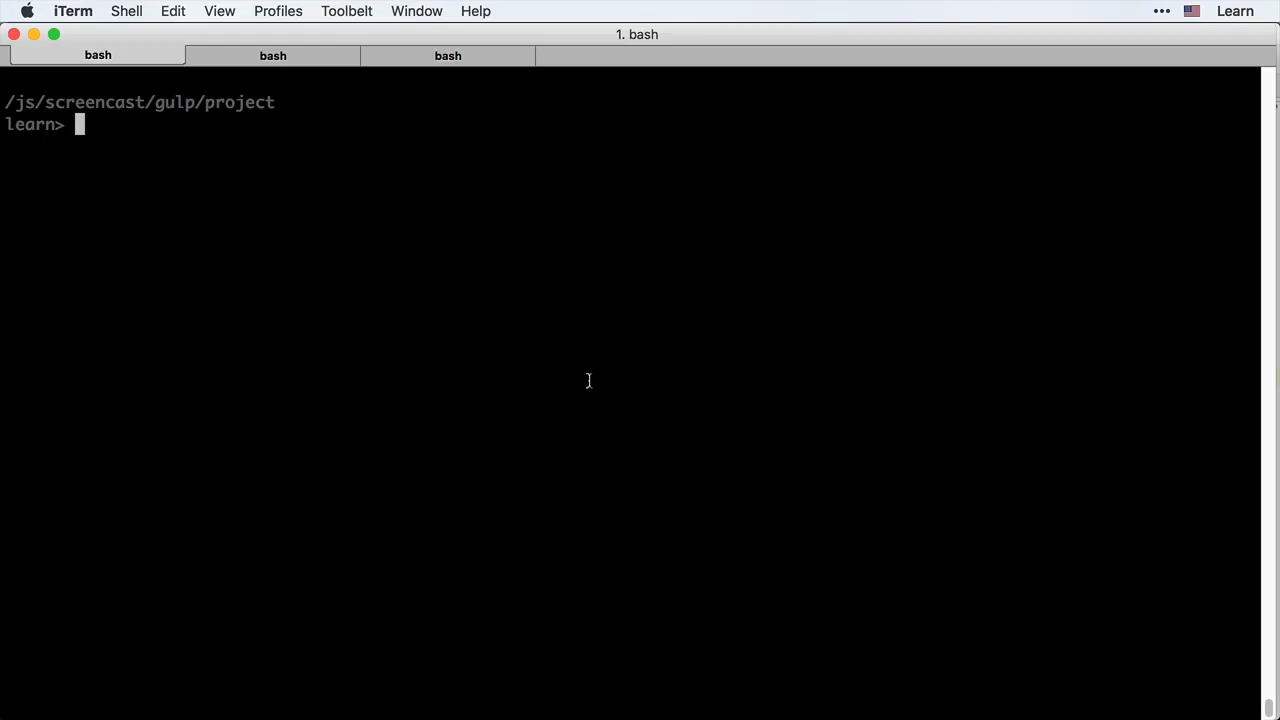 iTerm Shell Edit View Profiles Toolbelt Window Help ••• Learn
1. bash
bash bash bash
/js/screencast/gulp/project
learn>